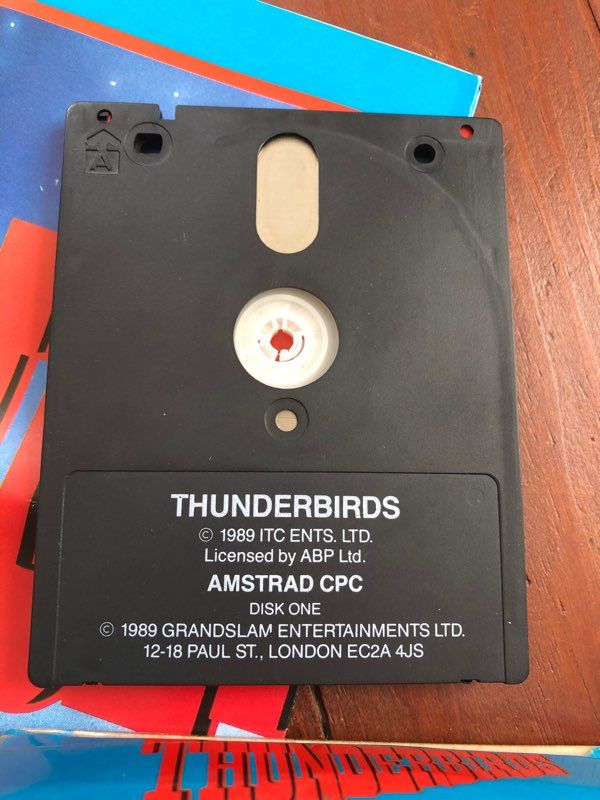 A
THUNDERBIRDS
© 1989 ITC ENTS. LTD.
Licensed by ABP Ltd.
AMSTRAD CPC
DISK ONE
© 1989 GRANDSLAM ENTERTAINMENTS LTD.
12-18 PAUL ST., LONDON EC2A 4JS
THUNDERBIRDS